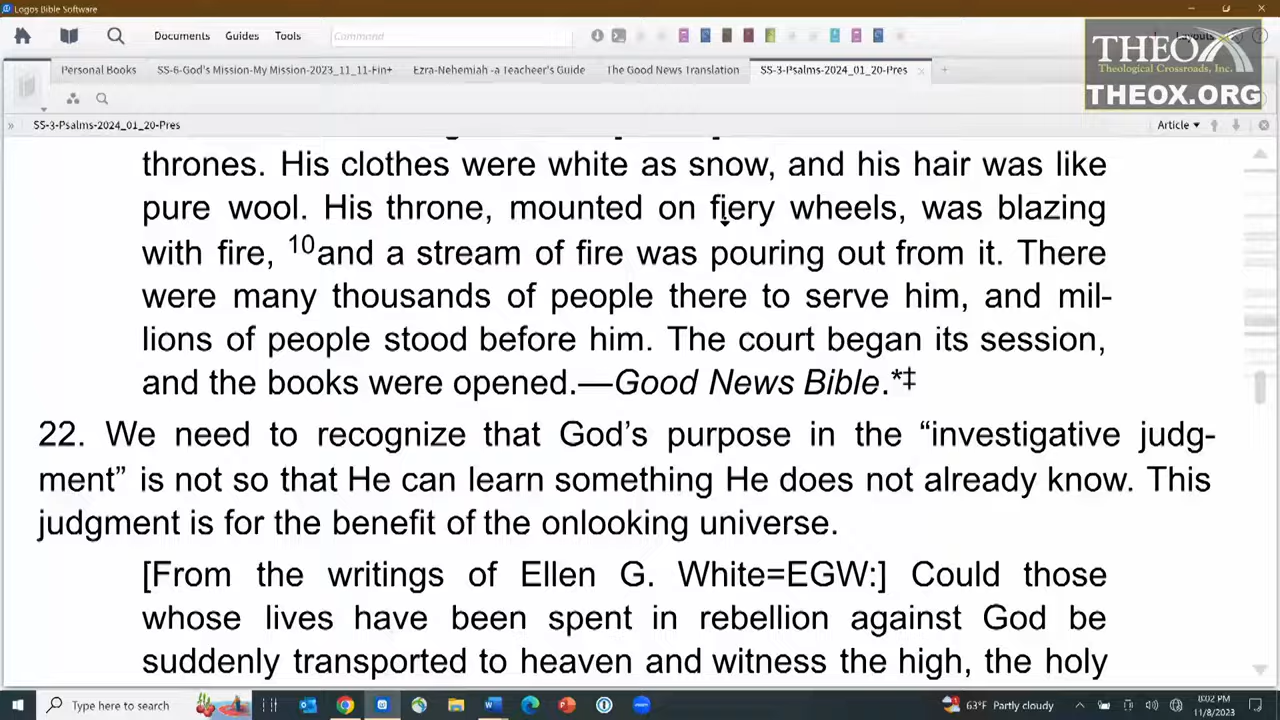 Logos Bible Software
Documents Guides Tools Command
THEOX
Theological Crossroads, Inc.
THEOX.ORG
Personal Books SS-6-God's Mission-My Mission-2023_11_11-Fin+ The Good News Translation SS-3-Psalms-2024_01_20-Pres
SS-3-Psalms-2024_01_20-Pres Article
thrones. His clothes were white as snow, and his hair was like
pure wool. His throne, mounted on fiery wheels, was blazing
with fire, 10and a stream of fire was pouring out from it. There
were many thousands of people there to serve him, and mil-
lions of people stood before him. The court began its session,
and the books were opened.—Good News Bible.*‡
22. We need to recognize that God’s purpose in the “investigative judg-
ment” is not so that He can learn something He does not already know. This
judgment is for the benefit of the onlooking universe.
[From the writings of Ellen G. White=EGW:] Could those
whose lives have been spent in rebellion against God be
suddenly transported to heaven and witness the high, the holy
Type here to search
63°F Partly cloudy
8:02 PM
11/8/2023